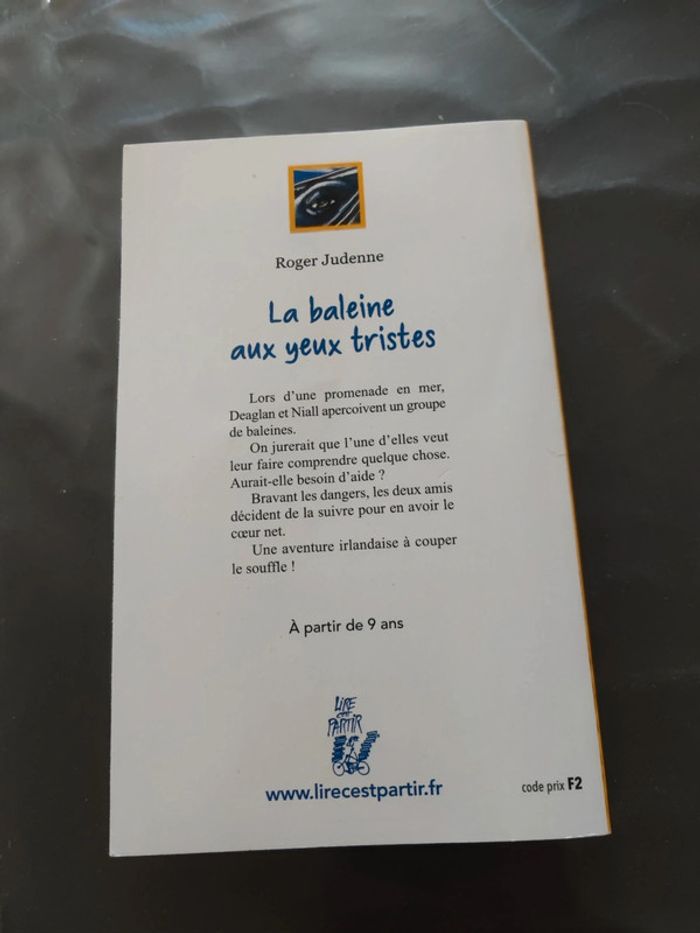 Roger Judenne
La baleine
aux yeux tristes
Lors d'une promenade en mer,
Deaglan et Niall apercoivent un groupe
de baleines.
On jurerait que l'une d'elles veut
leur faire comprendre quelque chose.
Aurait-elle besoin d'aide ?
Bravant les dangers, les deux amis
décident de la suivre pour en avoir le
cœur net.
Une aventure irlandaise à couper
le souffle !
À partir de 9 ans
LIRE
C'EST
PARTIR
www.lirecestpartir.fr
code prix F2